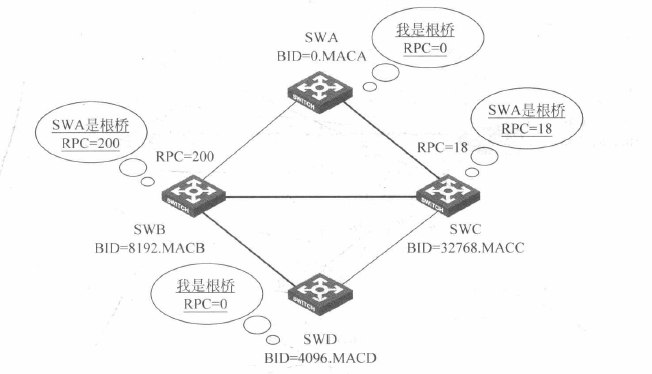 SWA
BID=0.MACA
我是根桥
RPC=0
SWITCH
SWA是根桥
RPC=200
RPC=200
RPC=18
SWA是根桥
RPC=18
SWITCH
SWITCH
SWB
BID=8192.MACB
SWC
BID=32768.MACC
我是根桥
RPC=0
SWITCH
SWD
BID=4096.MACD